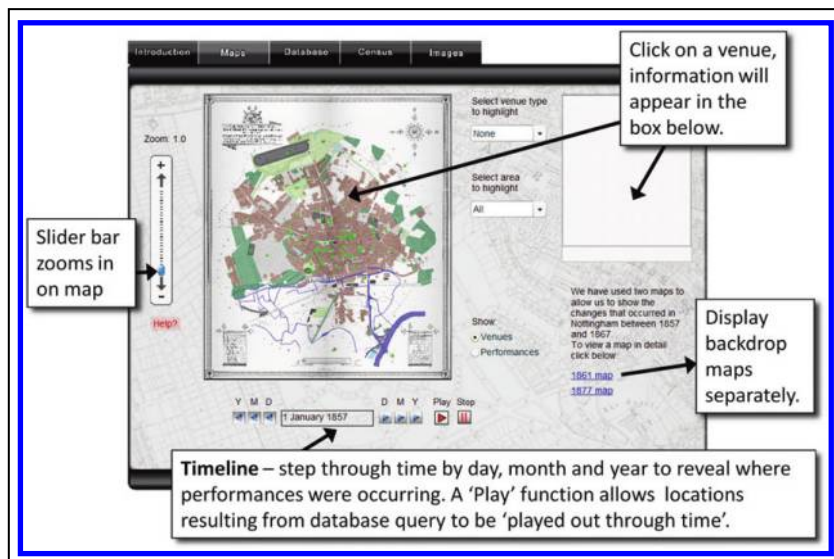 Introduction
Maps
Database
Census
Images
Click on a venue,
information will
appear in the
box below.
Select venue type
to highlight
None
Zoom: 1.0
+
Select area
to highlight
All
Slider bar
zooms in
on map
-
Help?
We have used two maps to
allow us to show the
changes that occurred in
Nottingham between 1857
and 1867.
To view a map in detail
click below:
1861 map
1877 map
Display
backdrop
maps
separately.
Show:
Venues
Performances
Y M D
1 January 1857
D M Y
Play Stop
Timeline – step through time by day, month and year to reveal where
performances were occurring. A ‘Play’ function allows locations
resulting from database query to be ‘played out through time’.